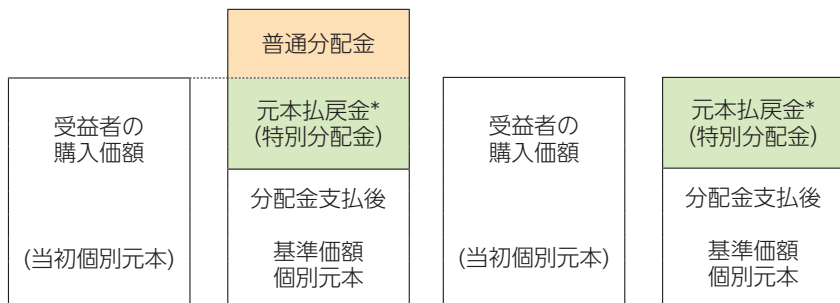 普通分配金
受益者の
購入価額
(当初個別元本)
元本払戻金*
(特別分配金)
分配金支払後
基準価額
個別元本
受益者の
購入価額
(当初個別元本)
元本払戻金*
(特別分配金)
分配金支払後
基準価額
個別元本